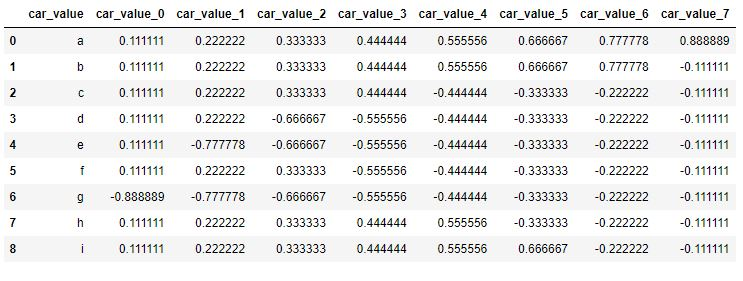 car_value car_value_0 car_value_1 car_value_2 car_value_3 car_value_4 car_value_5 car_value_6 car_value_7
0 a 0.111111 0.222222 0.333333 0.444444 0.555556 0.666667 0.777778 0.888889
1 b 0.111111 0.222222 0.333333 0.444444 0.555556 0.666667 0.777778 -0.111111
2 c 0.111111 0.222222 0.333333 0.444444 -0.444444 -0.333333 -0.222222 -0.111111
3 d 0.111111 0.222222 -0.666667 -0.555556 -0.444444 -0.333333 -0.222222 -0.111111
4 e 0.111111 -0.777778 -0.666667 -0.555556 -0.444444 -0.333333 -0.222222 -0.111111
5 f 0.111111 0.222222 0.333333 -0.555556 -0.444444 -0.333333 -0.222222 -0.111111
6 g -0.888889 -0.777778 -0.666667 -0.555556 -0.444444 -0.333333 -0.222222 -0.111111
7 h 0.111111 0.222222 0.333333 0.444444 0.555556 -0.333333 -0.222222 -0.111111
8 i 0.111111 0.222222 0.333333 0.444444 0.555556 0.666667 -0.222222 -0.111111